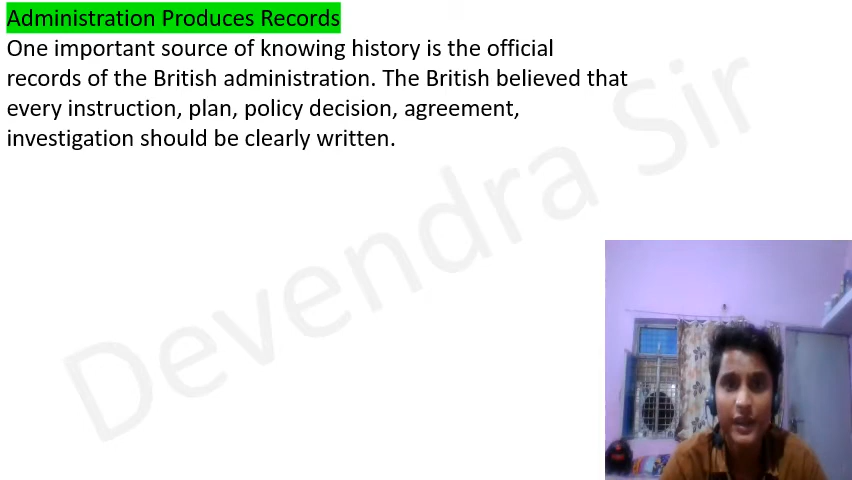 Administration Produces Records
One important source of knowing history is the official
records of the British administration. The British believed that
every instruction, plan, policy decision, agreement,
investigation should be clearly written.
Devendra Sir